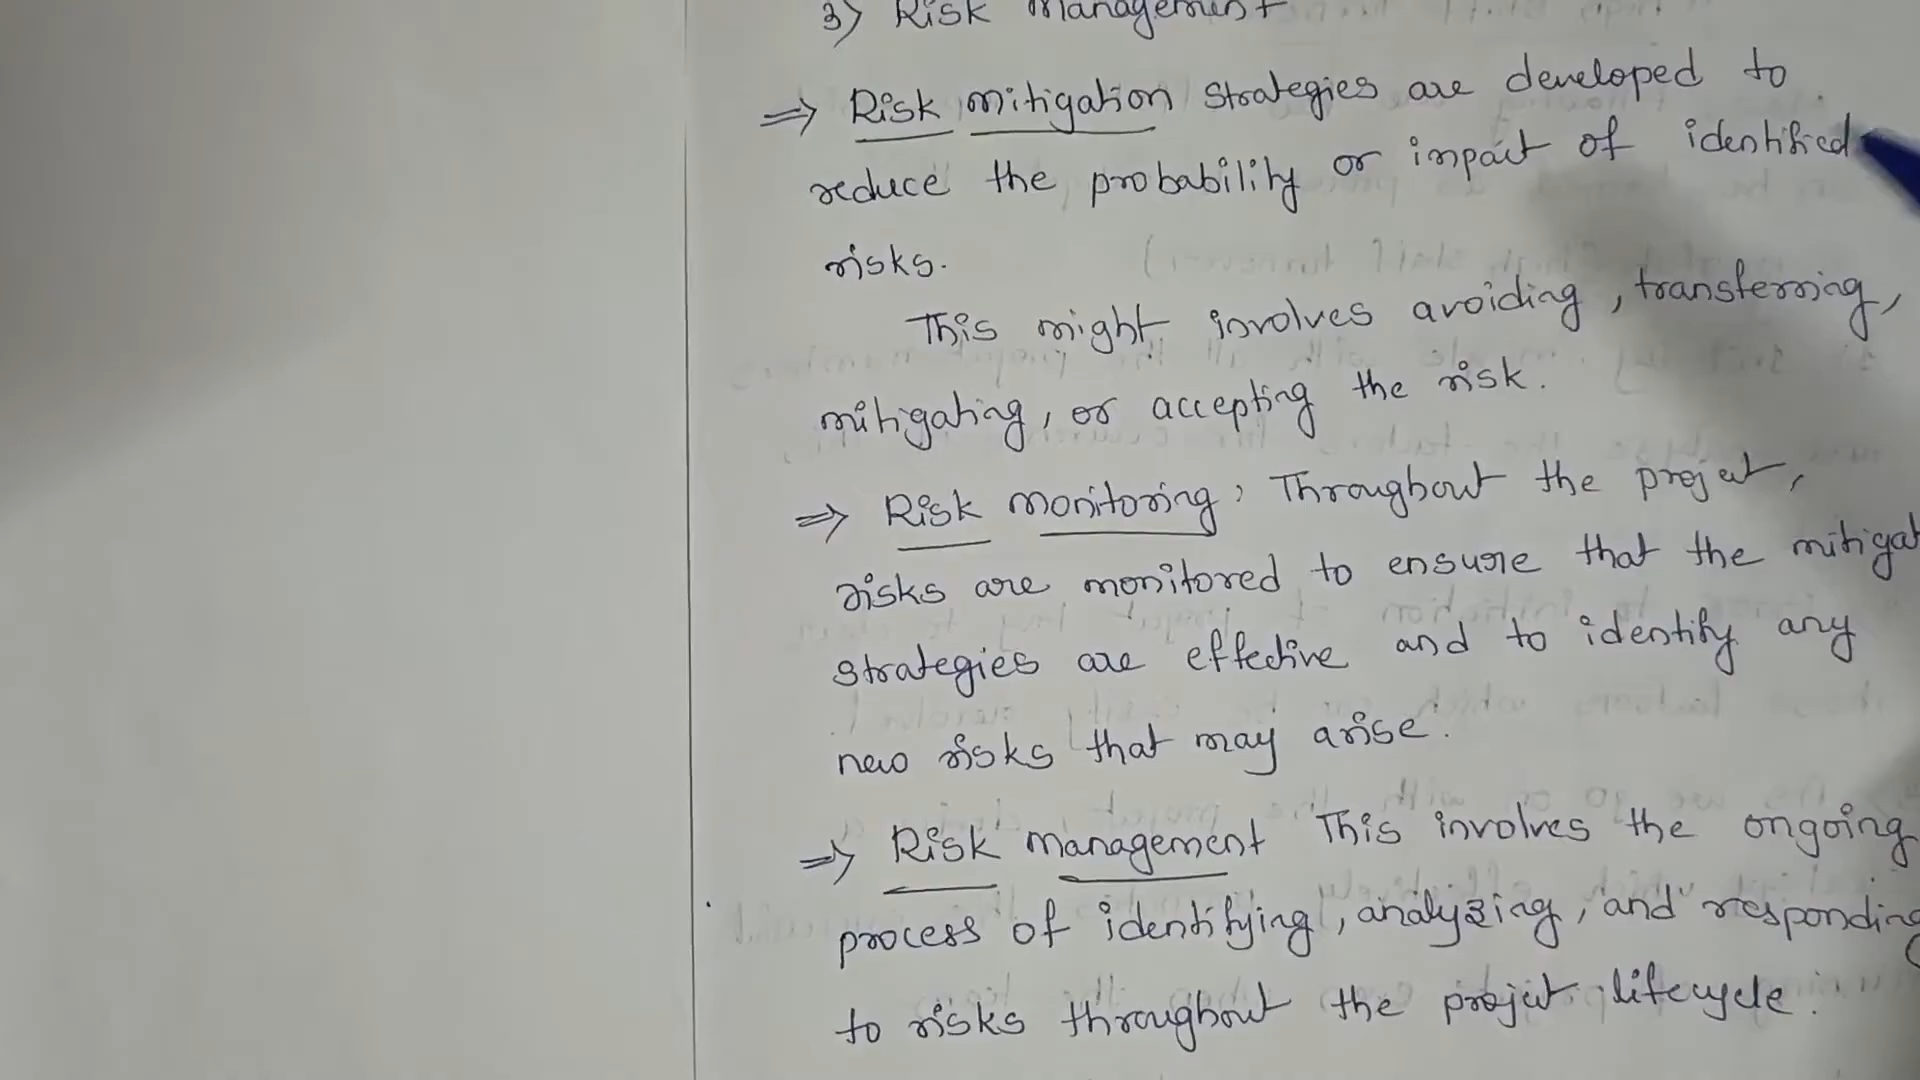 3) Risk Management
⇒ Risk mitigation strategies are developed to
reduce the probability or impact of identified
risks.
This might involves avoiding, transferring,
mitigating, or accepting the risk.
⇒ Risk monitoring: Throughout the project,
risks are monitored to ensure that the mitigat
strategies are effective and to identify any
new risks that may arise.
⇒ Risk management This involves the ongoing
process of identifying, analyzing, and responding
to risks throughout the project lifecycle.